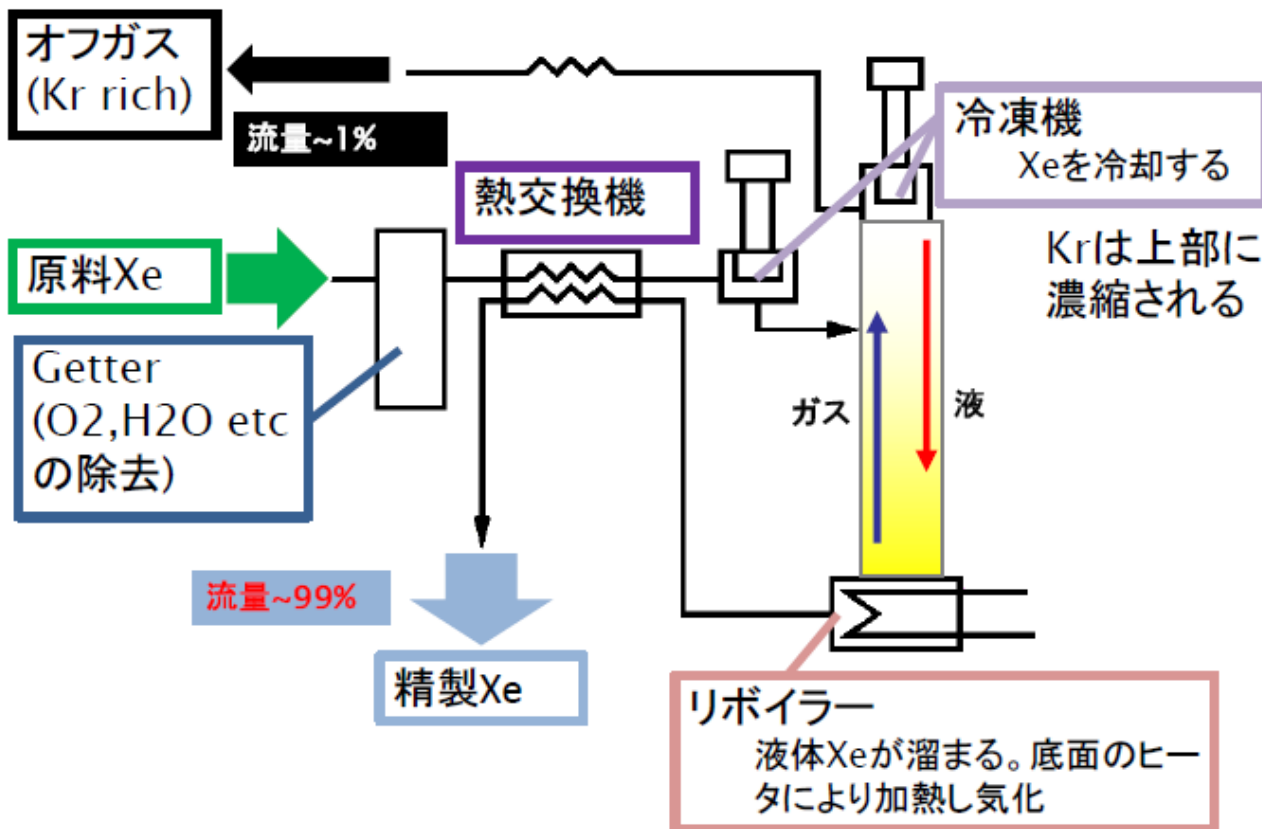 オフガス
(Kr rich)
流量~1%
冷凍機
Xeを冷却する
熱交換機
原料Xe
Krは上部に
濃縮される
Getter
(O2,H2O etc
の除去)
ガス
液
流量~99%
精製Xe
リボイラー
液体Xeが溜まる。底面のヒー
タにより加熱し気化